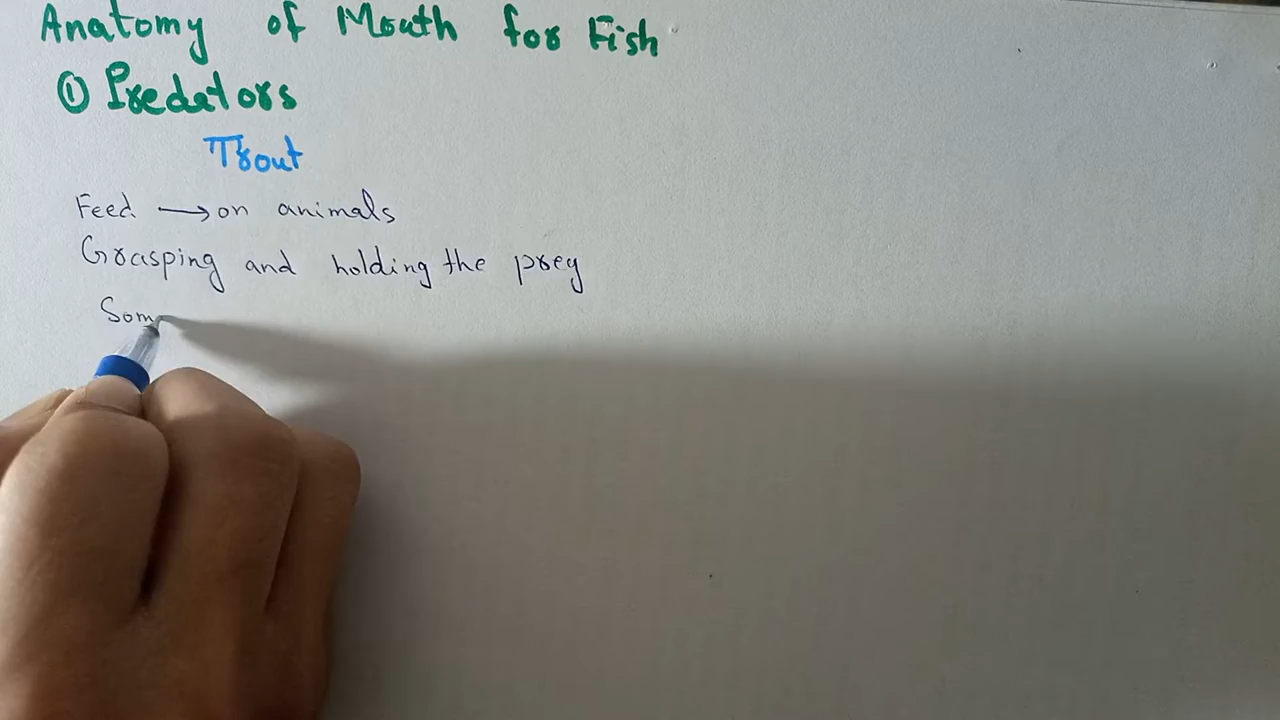 Anatomy of Mouth for Fish
① Predators
Trout
Feed → on animals
Grasping and holding the prey
Som